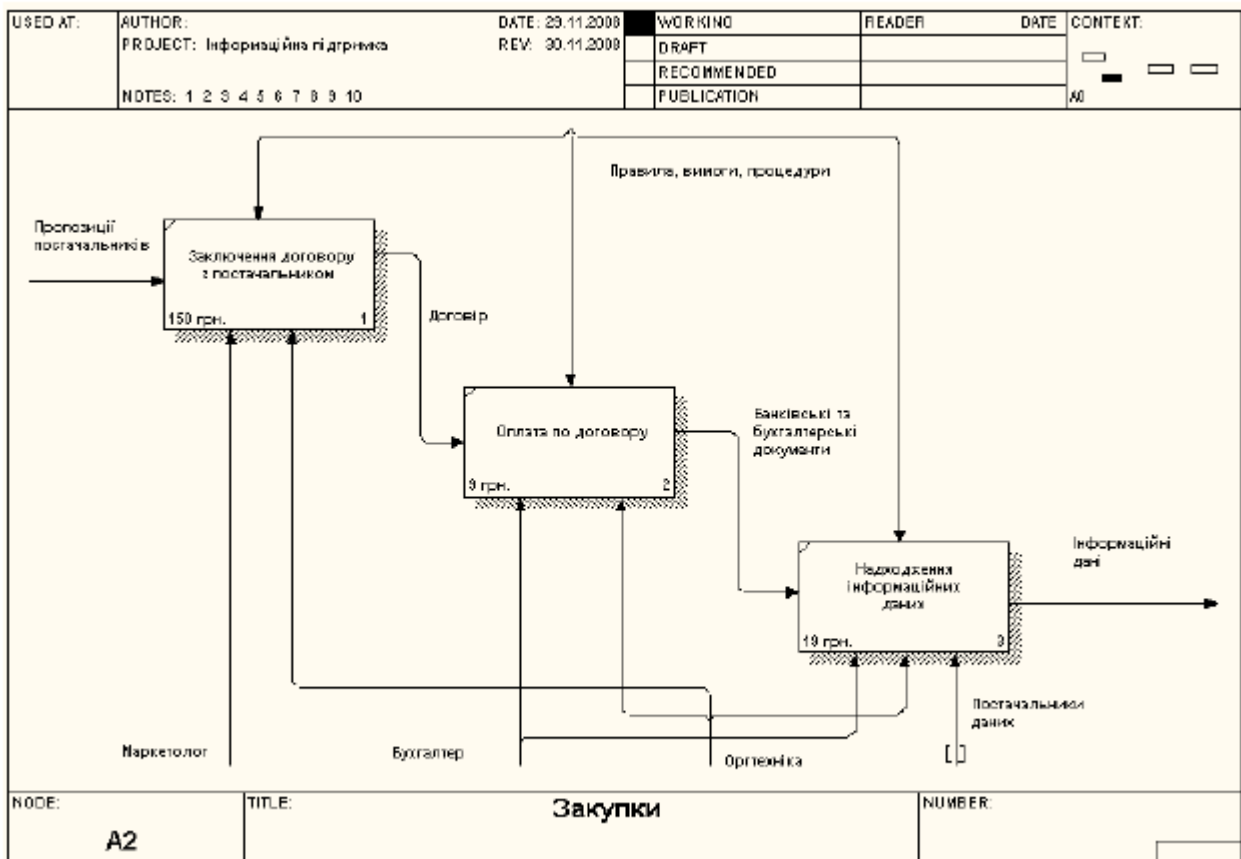 USED AT:
AUTHOR:
DATE: 29.11.2008
PROJECT: Інформаційна підтримка
REV: 30.11.2008
NOTES: 1 2 3 4 5 6 7 8 9 10
WORKING
DRAFT
RECOMMENDED
PUBLICATION
READER
DATE
CONTEXT:
A0
Правила, вимоги, процедури
Пропозиції
постачальників
Заключення договору
з постачальником
150 грн.
1
Договір
Оплата по договору
9 грн.
2
Банківські та
бухгалтерські
документи
Надходження
інформаційних
даних
19 грн.
3
Інформаційні
дані
Постачальники
даних
Маркетолог
Бухгалтер
Оргтехніка
NODE:
A2
TITLE:
Закупки
NUMBER: